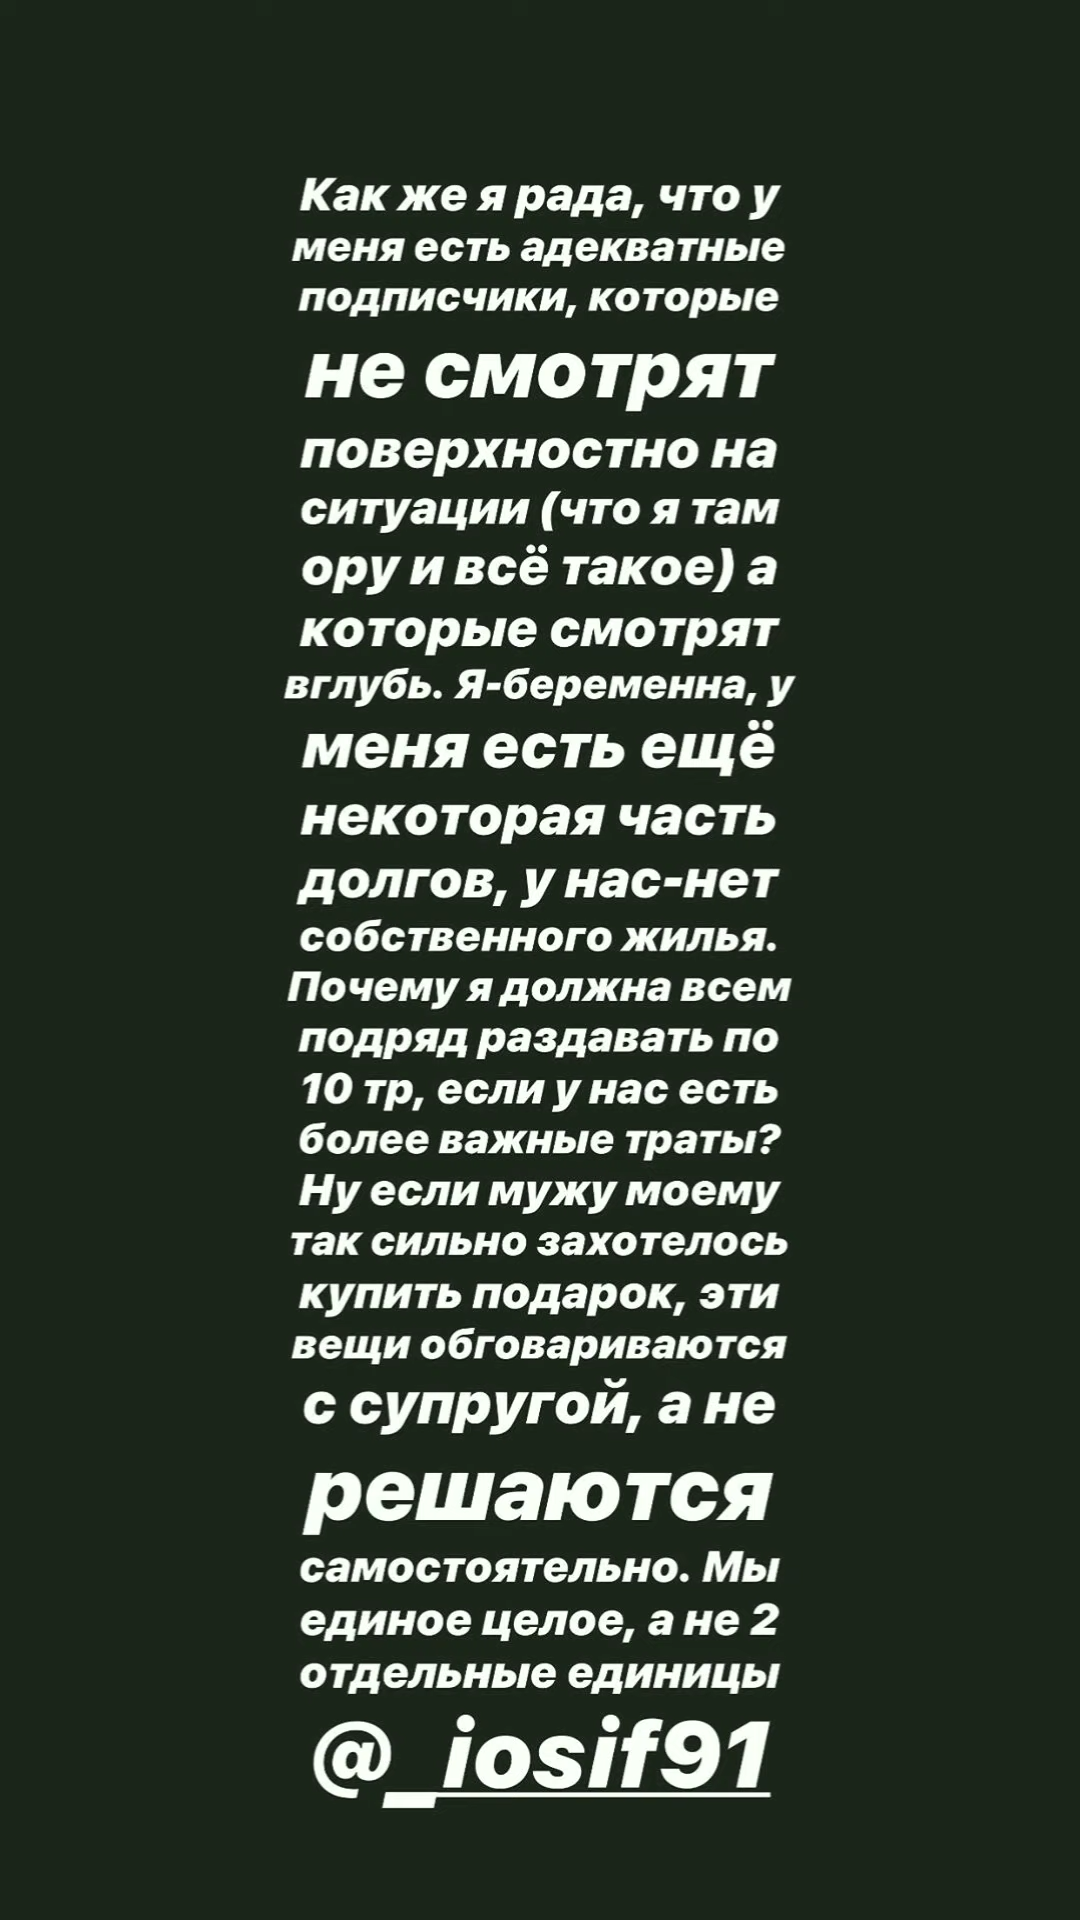 Как же я рада, что у
меня есть адекватные
подписчики, которые
не смотрят
поверхностно на
ситуации (что я там
ору и всё такое) а
которые смотрят
вглубь. Я-беременна, у
меня есть ещё
некоторая часть
долгов, у нас-нет
собственного жилья.
Почему я должна всем
подряд раздавать по
10 тр, если у нас есть
более важные траты?
Ну если мужу моему
так сильно захотелось
купить подарок, эти
вещи обговариваются
с супругой, а не
решаются
самостоятельно. Мы
единое целое, а не 2
отдельные единицы
@_iosif91